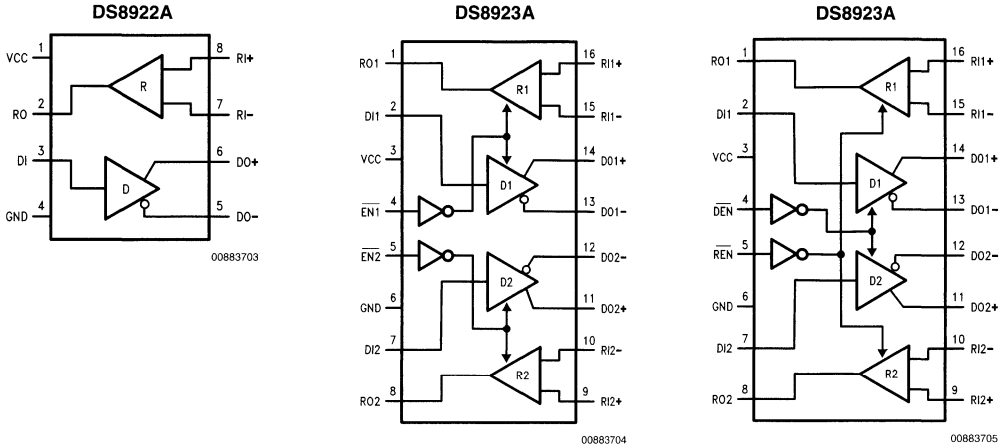 DS8922A
DS8923A
DS8923A
1
VCC
8
RI+
R
2
RO
7
RI-
3
DI
6
DO+
D
4
GND
5
DO-
00883703
1
RO1
16
RI1+
R1
2
DI1
15
RI1-
3
VCC
14
DO1+
D1
4
EN1
13
DO1-
5
EN2
12
DO2-
D2
6
GND
11
DO2+
7
DI2
10
RI2-
R2
8
RO2
9
RI2+
00883704
1
RO1
16
RI1+
R1
2
DI1
15
RI1-
3
VCC
14
DO1+
D1
4
DEN
13
DO1-
5
REN
12
DO2-
D2
6
GND
11
DO2+
7
DI2
10
RI2-
R2
8
RO2
9
RI2+
00883705